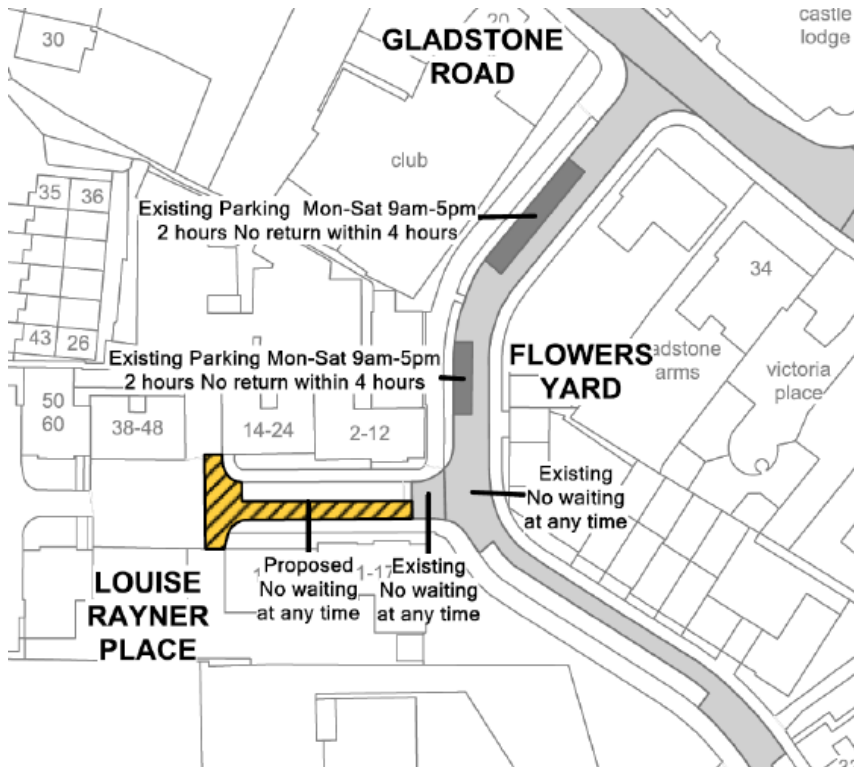 castle
lodge
30
20
GLADSTONE
ROAD
club
35 36
Existing Parking Mon-Sat 9am-5pm
2 hours No return within 4 hours
34
43 26
Existing Parking Mon-Sat 9am-5pm
2 hours No return within 4 hours
FLOWERS
YARD
adstone
arms
victoria
place
50
60
38-48
14-24
2-12
Existing
No waiting
at any time
Proposed
No waiting
at any time
Existing
No waiting
at any time
1-17
LOUISE
RAYNER
PLACE